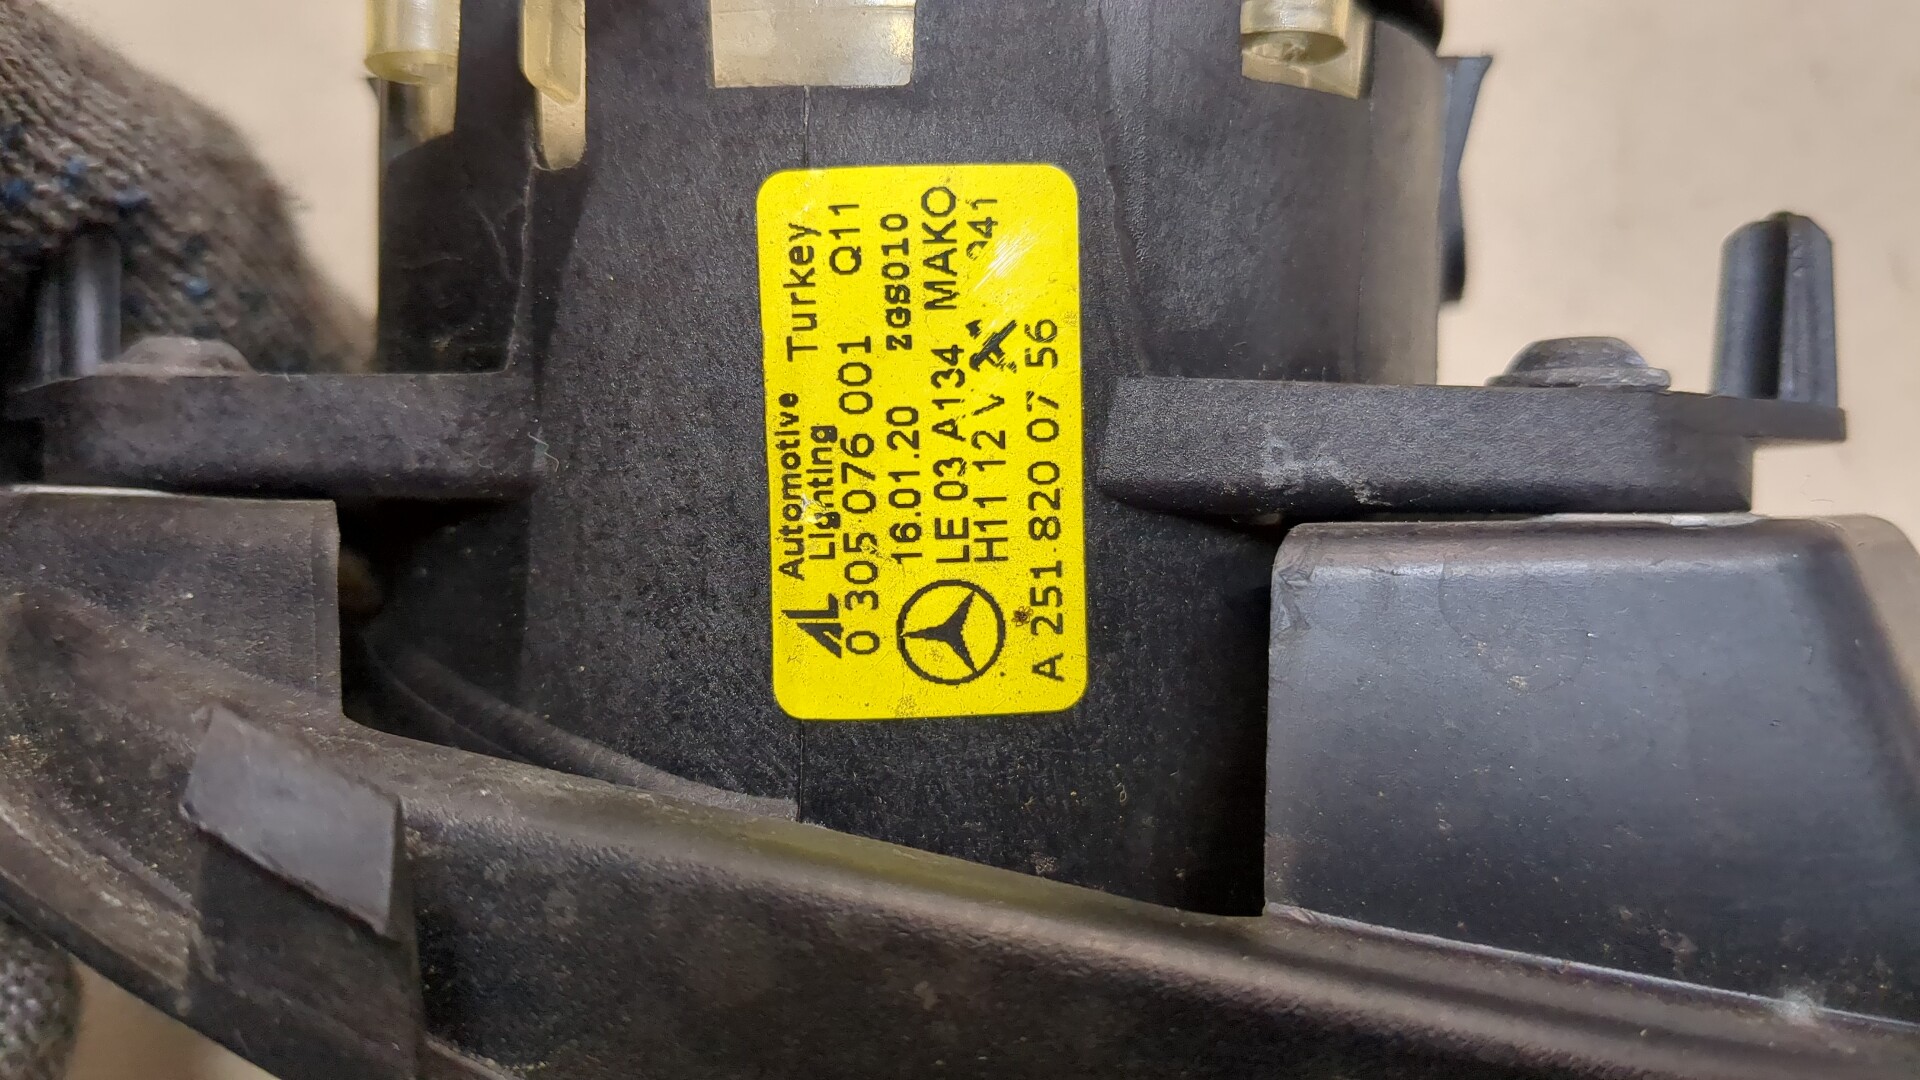 AL Automotive Lighting Turkey
0 305 076 001 Q11
16.01.20 ZGS010
LE 03 A134 MAKO
H11 12 V
A 251 820 07 56